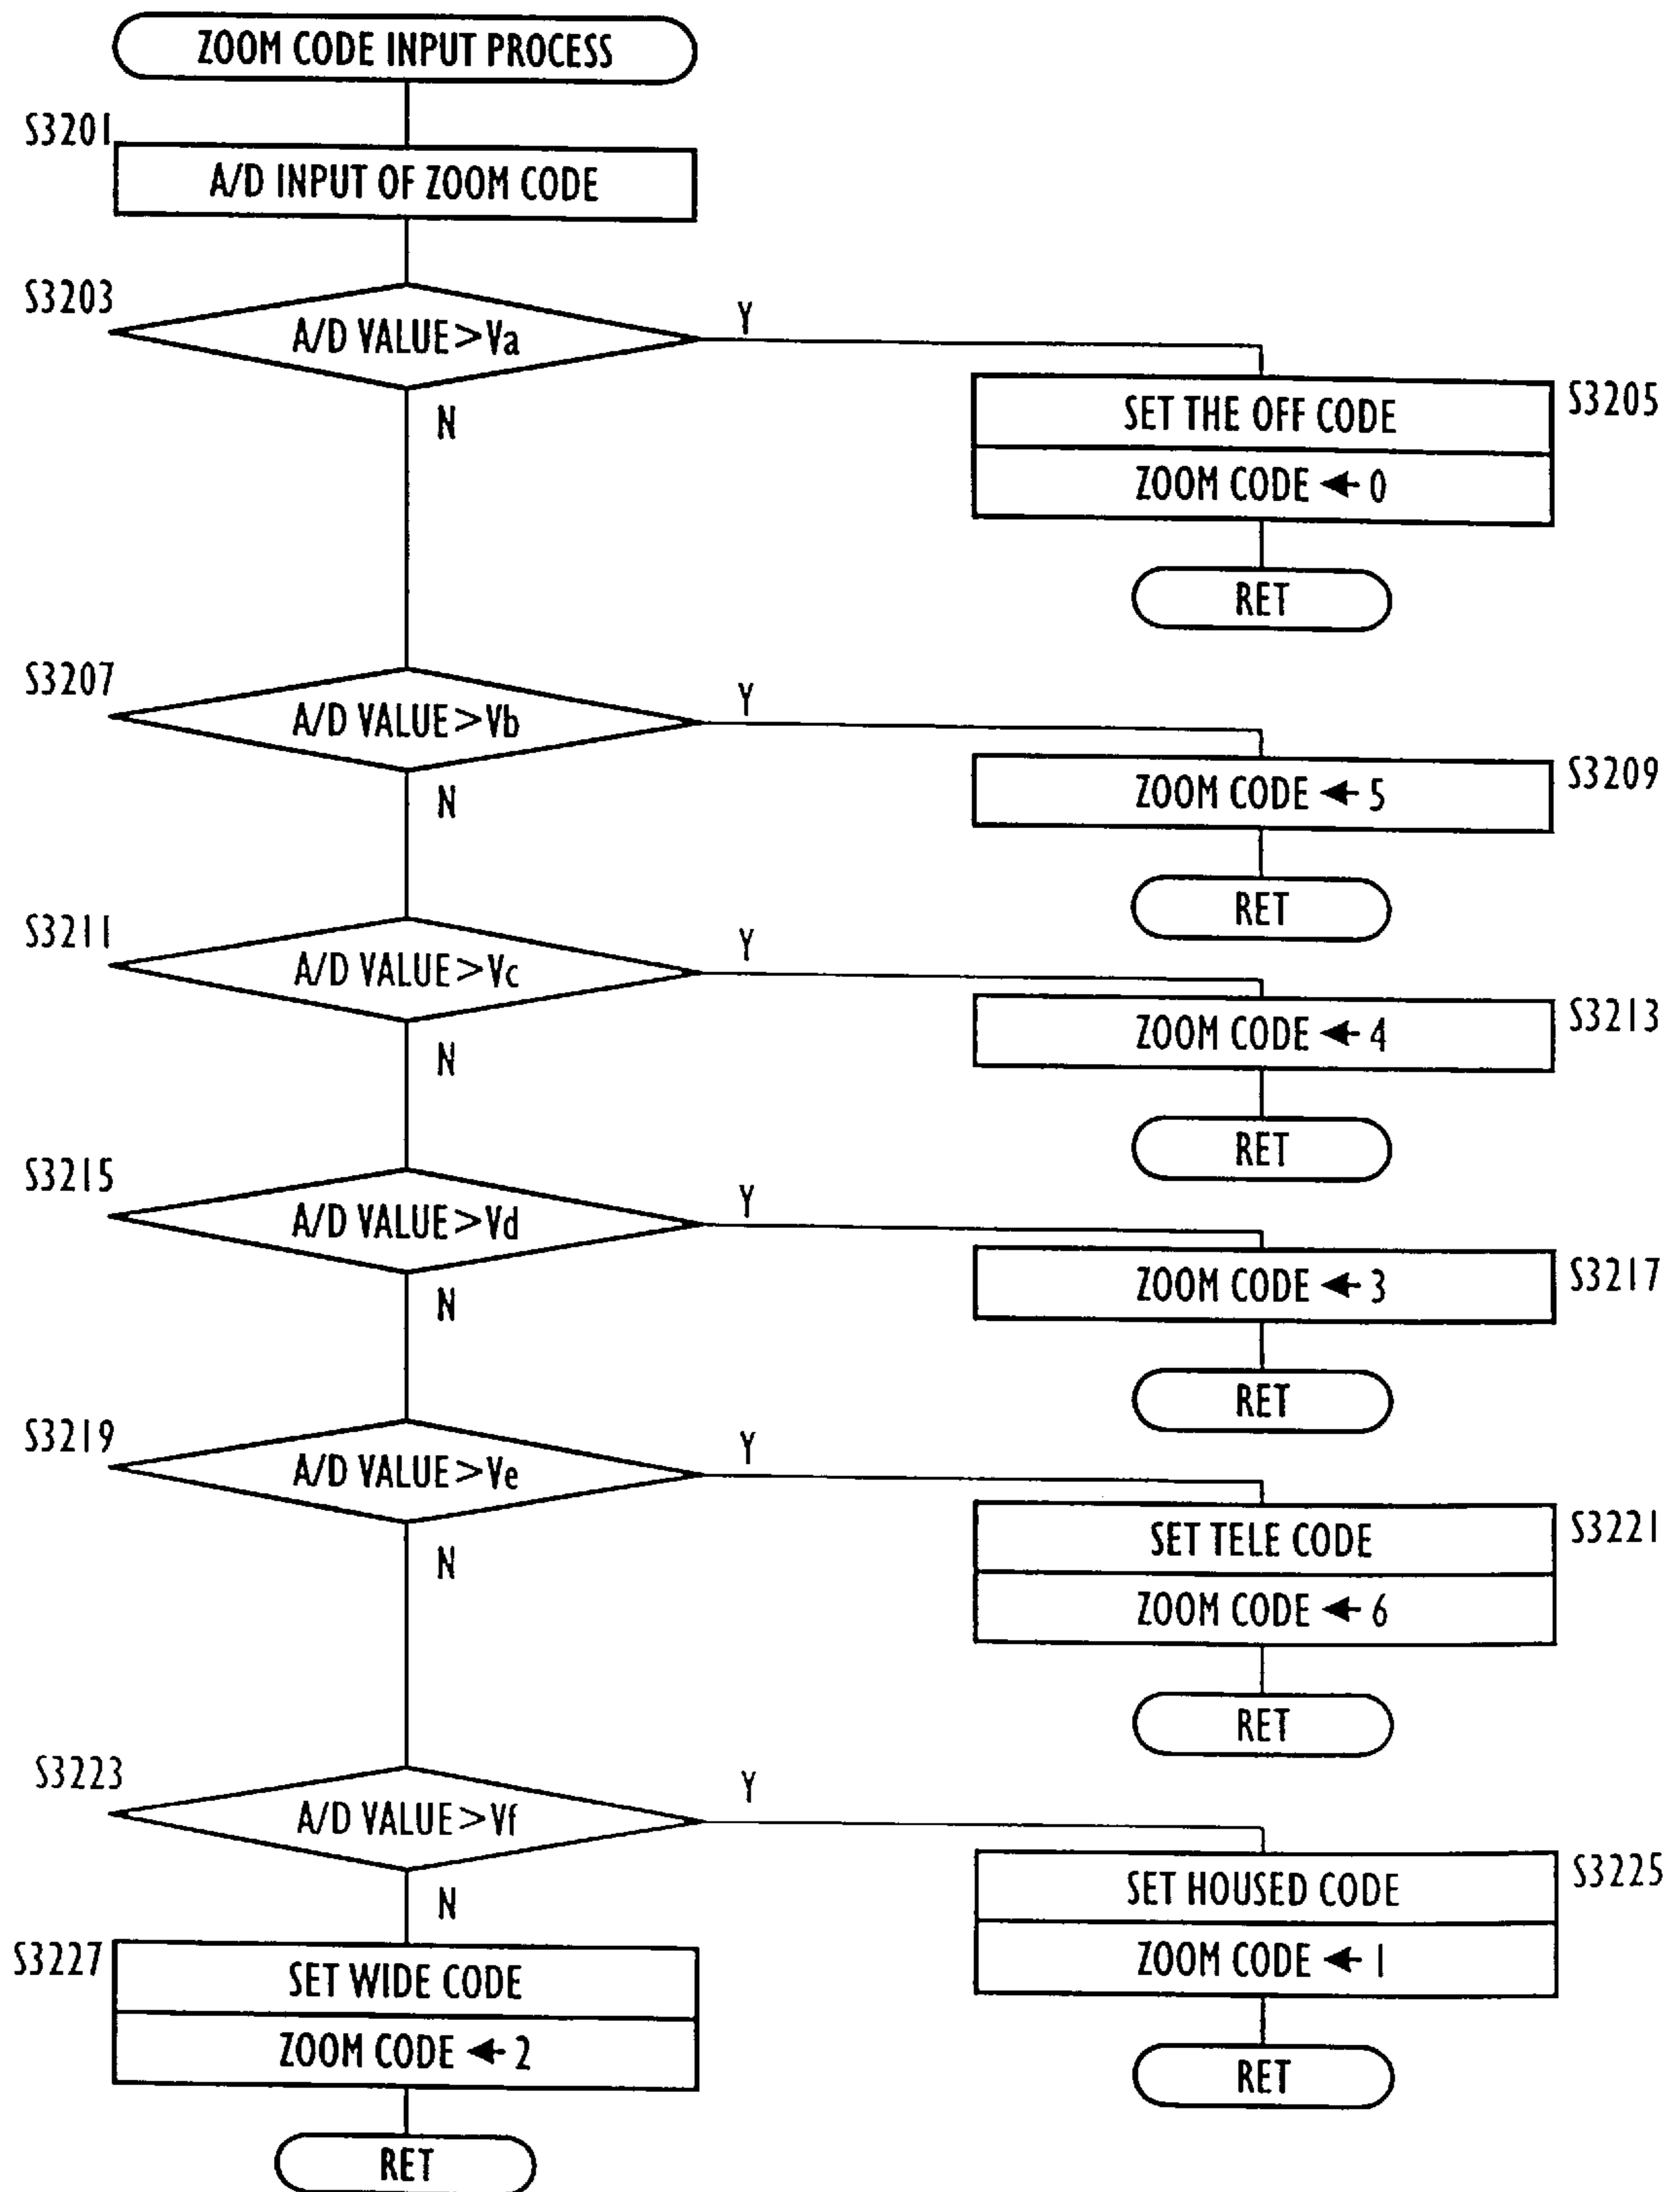 ZOOM CODE INPUT PROCESS
S3201
A/D INPUT OF ZOOM CODE
S3203
A/D VALUE>Va
Y
N
SET THE OFF CODE
S3205
ZOOM CODE ← 0
RET
S3207
A/D VALUE>Vb
Y
N
ZOOM CODE ← 5
S3209
RET
S3211
A/D VALUE>Vc
Y
N
ZOOM CODE ← 4
S3213
RET
S3215
A/D VALUE>Vd
Y
N
ZOOM CODE ← 3
S3217
RET
S3219
A/D VALUE>Ve
Y
N
SET TELE CODE
S3221
ZOOM CODE ← 6
RET
S3223
A/D VALUE>Vf
Y
N
SET HOUSED CODE
S3225
ZOOM CODE ← 1
RET
S3227
SET WIDE CODE
ZOOM CODE ← 2
RET